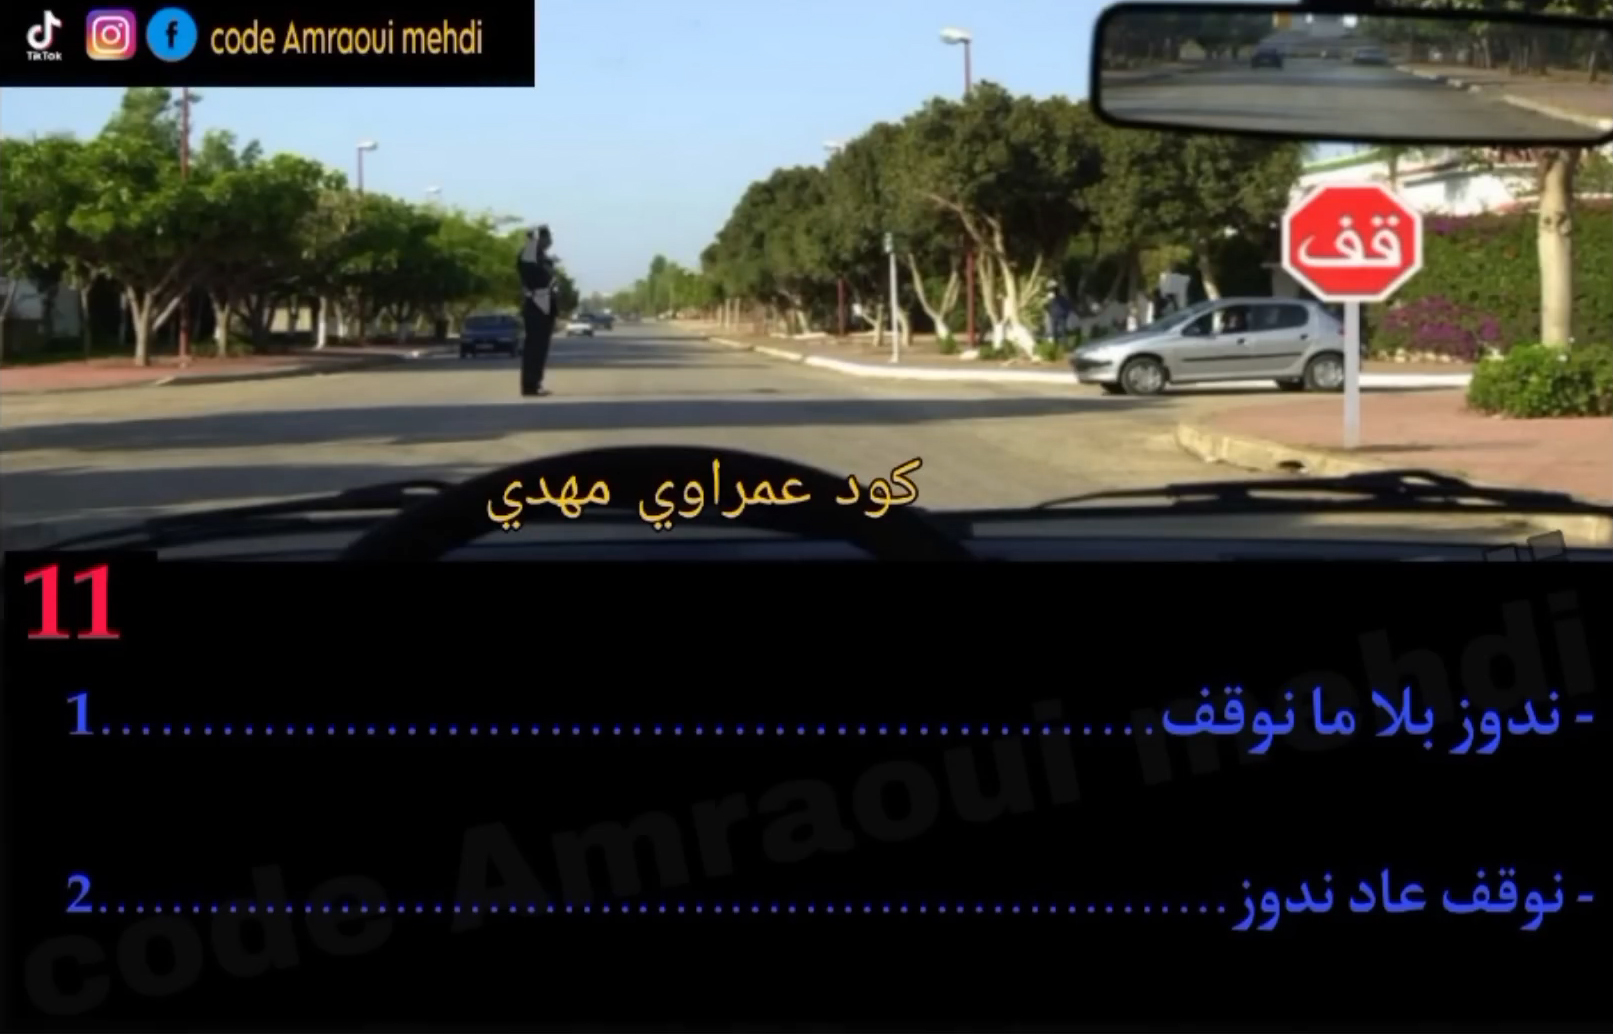 TikTok
code Amraoui mehdi
قف
كود عمراوي مهدي
11
- ندوز بلا ما نوقف.............................................1
- نوقف عاد ندوز.............................................2
code Amraoui mehdi